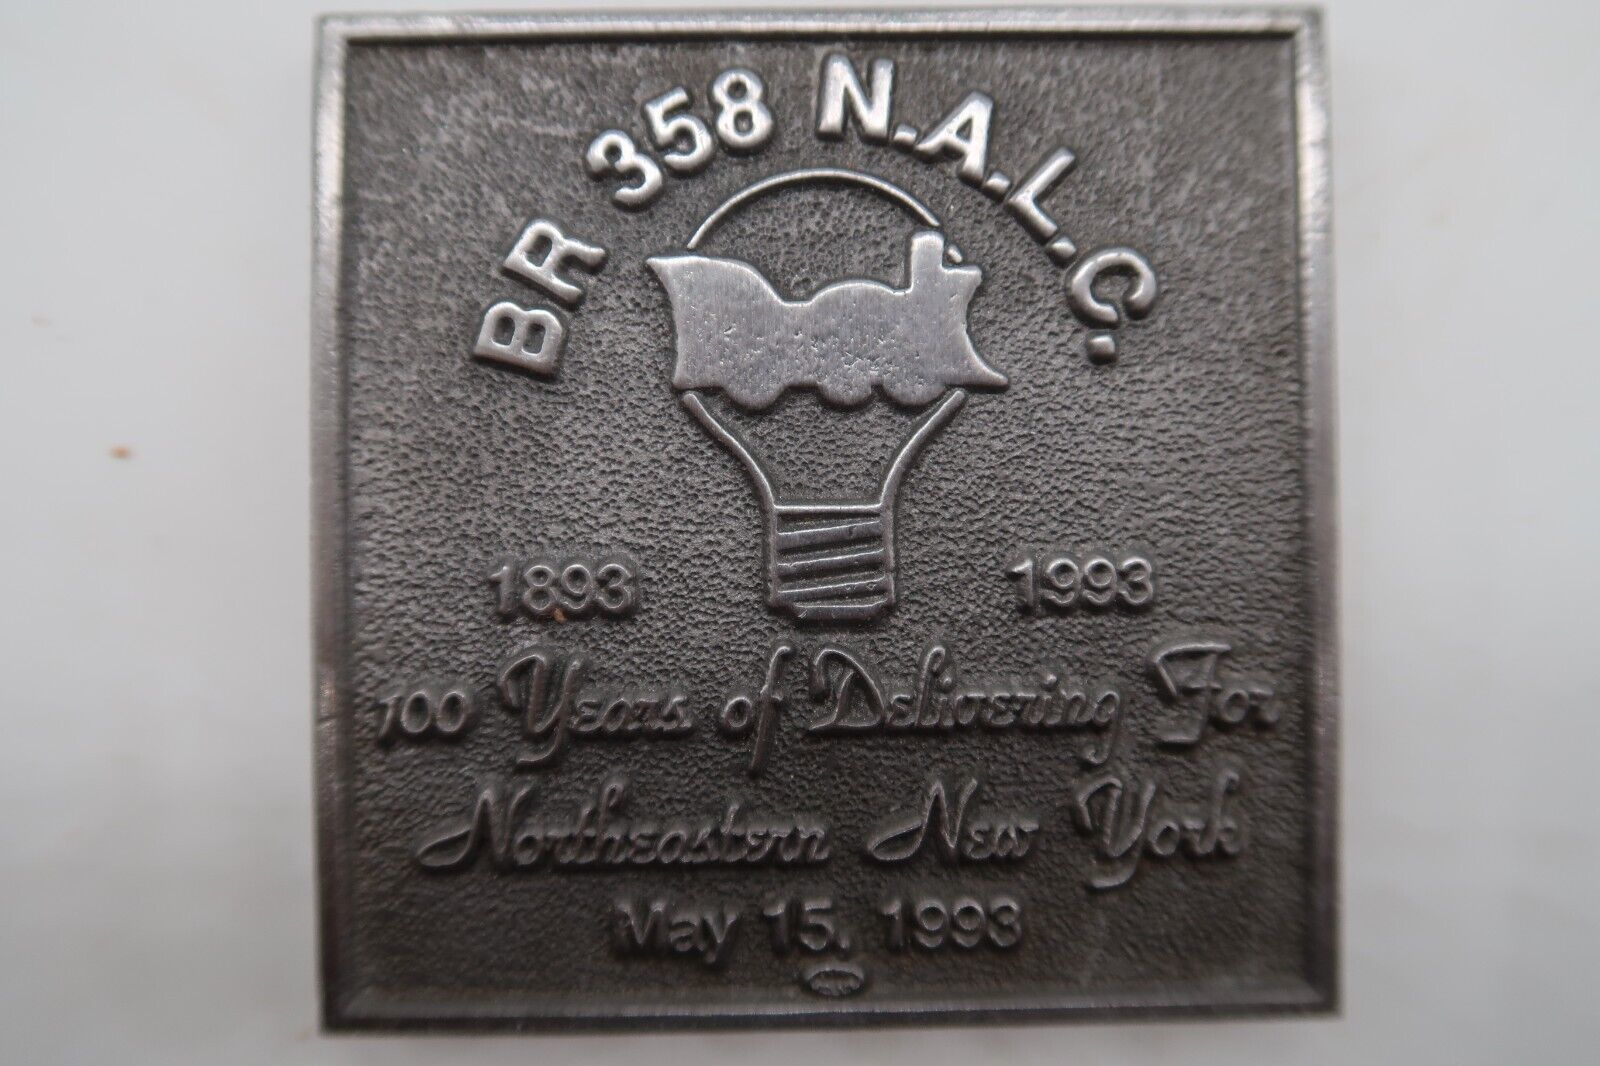 BR 358 N.A.L.C.
1893 1993
100 Years of Delivering For
Northeastern New York
May 15, 1993